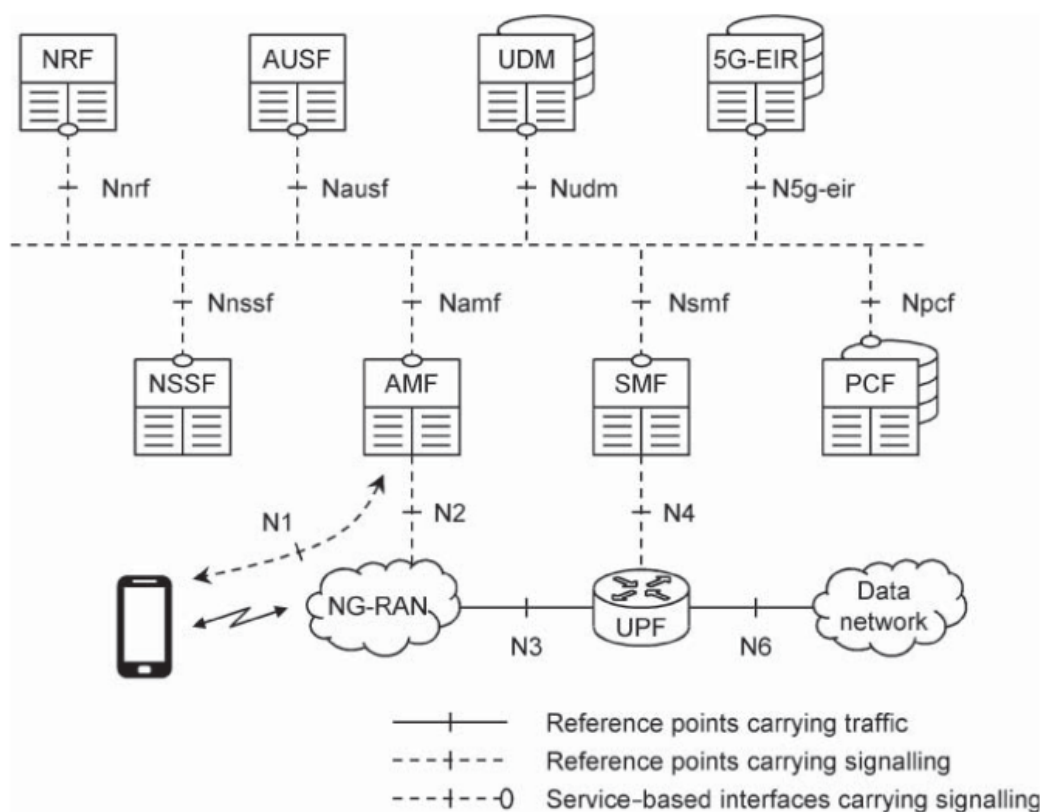 NRF AUSF UDM 5G-EIR
Nnrf Nausf Nudm N5g-eir
Nnssf Namf Nsmf Npcf
NSSF AMF SMF PCF
N1 N2 N4
NG-RAN UPF Data
network
N3 N6
Reference points carrying traffic
Reference points carrying signalling
Service-based interfaces carrying signalling